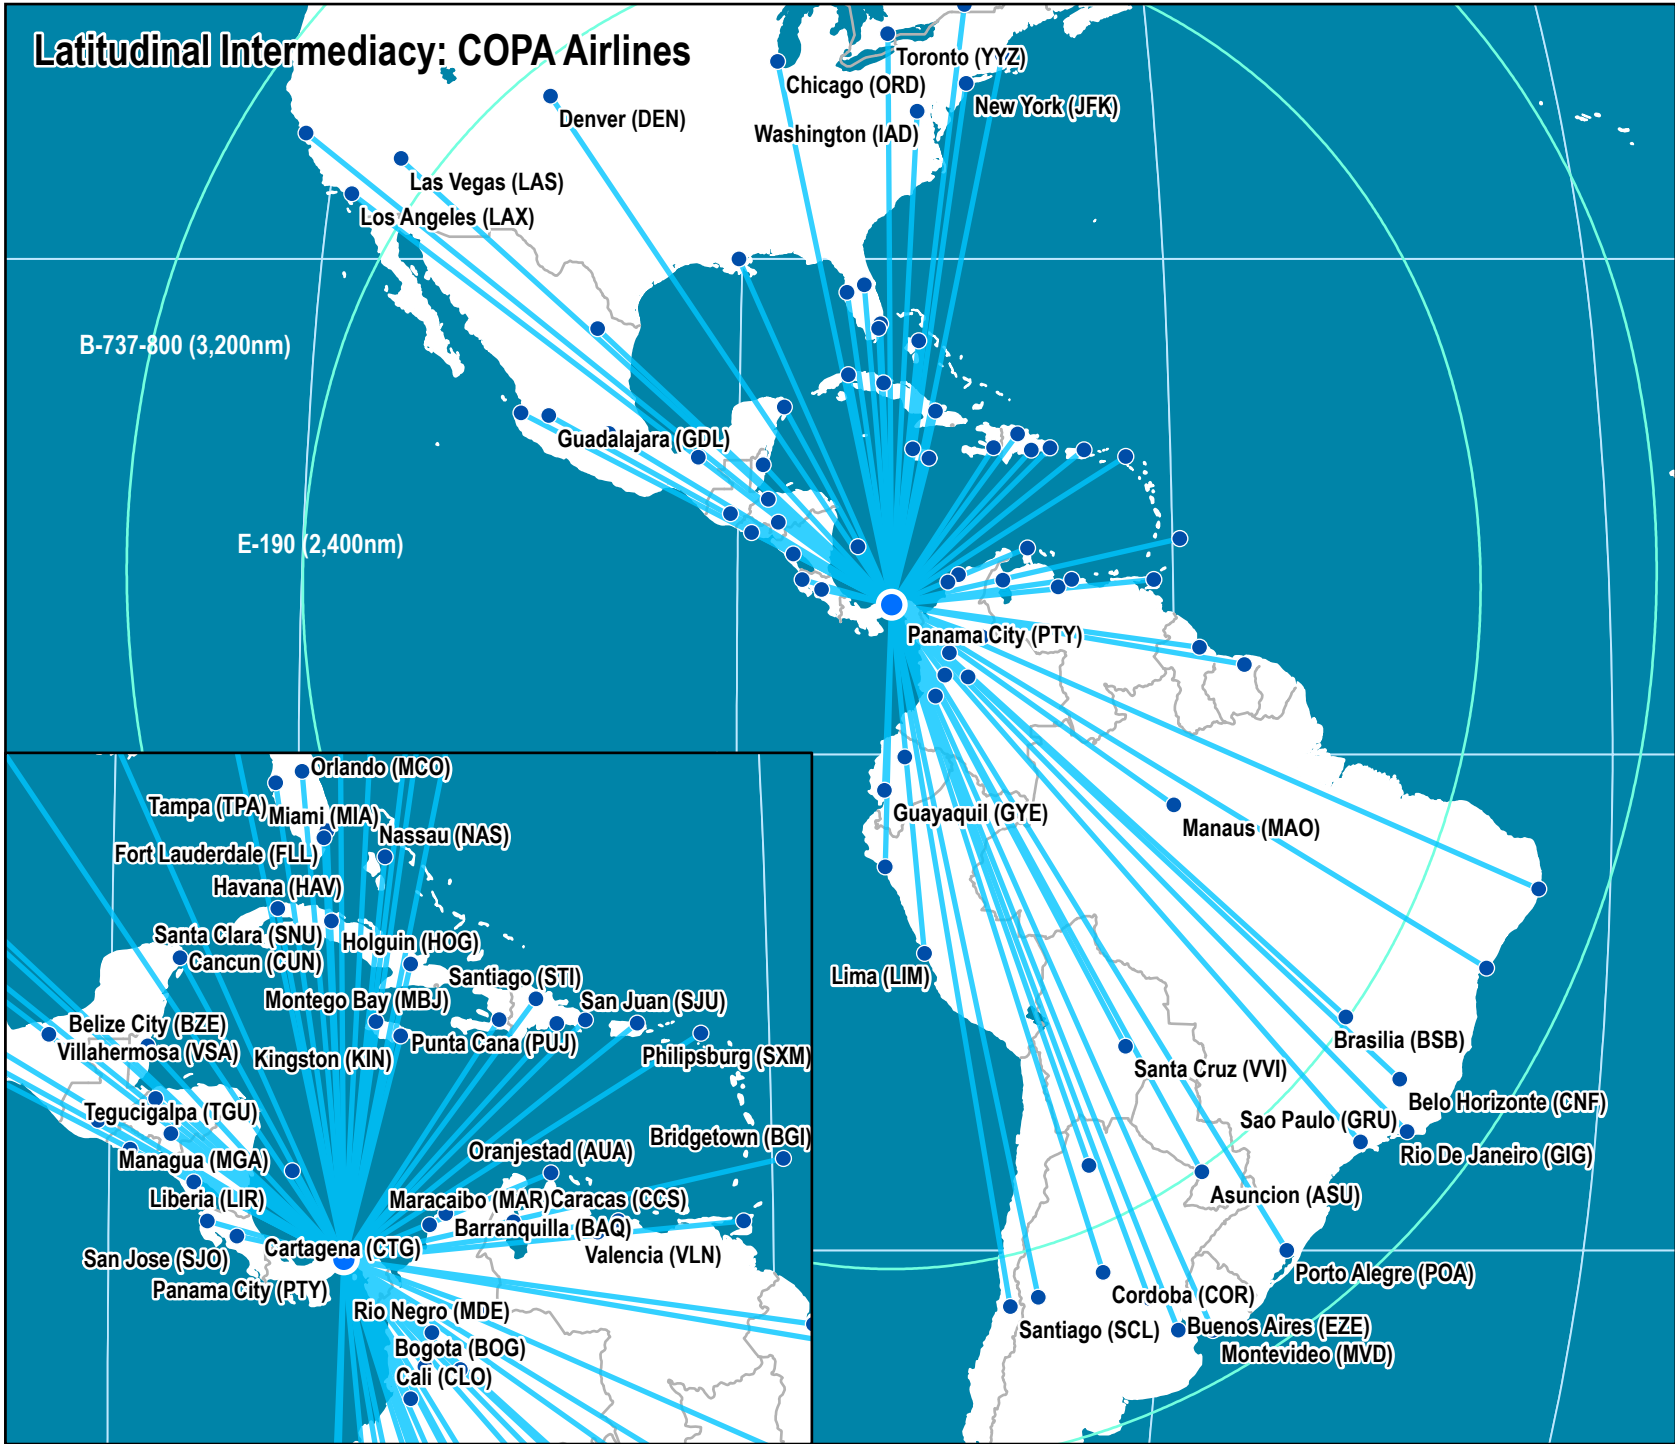 Latitudinal Intermediacy: COPA Airlines
Toronto (YYZ)
Chicago (ORD)
New York (JFK)
Denver (DEN)
Washington (IAD)
Las Vegas (LAS)
Los Angeles (LAX)
B-737-800 (3,200nm)
Guadalajara (GDL)
E-190 (2,400nm)
Panama City (PTY)
Guayaquil (GYE)
Manaus (MAO)
Lima (LIM)
Brasilia (BSB)
Santa Cruz (VVI)
Belo Horizonte (CNF)
Sao Paulo (GRU)
Rio De Janeiro (GIG)
Asuncion (ASU)
Porto Alegre (POA)
Cordoba (COR)
Santiago (SCL)
Buenos Aires (EZE)
Montevideo (MVD)
Orlando (MCO)
Tampa (TPA)
Miami (MIA)
Nassau (NAS)
Fort Lauderdale (FLL)
Havana (HAV)
Santa Clara (SNU)
Holguin (HOG)
Cancun (CUN)
Santiago (STI)
Montego Bay (MBJ)
San Juan (SJU)
Belize City (BZE)
Punta Cana (PUJ)
Villahermosa (VSA)
Kingston (KIN)
Philipsburg (SXM)
Tegucigalpa (TGU)
Bridgetown (BGI)
Managua (MGA)
Oranjestad (AUA)
Liberia (LIR)
Maracaibo (MAR)
Caracas (CCS)
Barranquilla (BAQ)
Cartagena (CTG)
San Jose (SJO)
Valencia (VLN)
Panama City (PTY)
Rio Negro (MDE)
Bogota (BOG)
Cali (CLO)